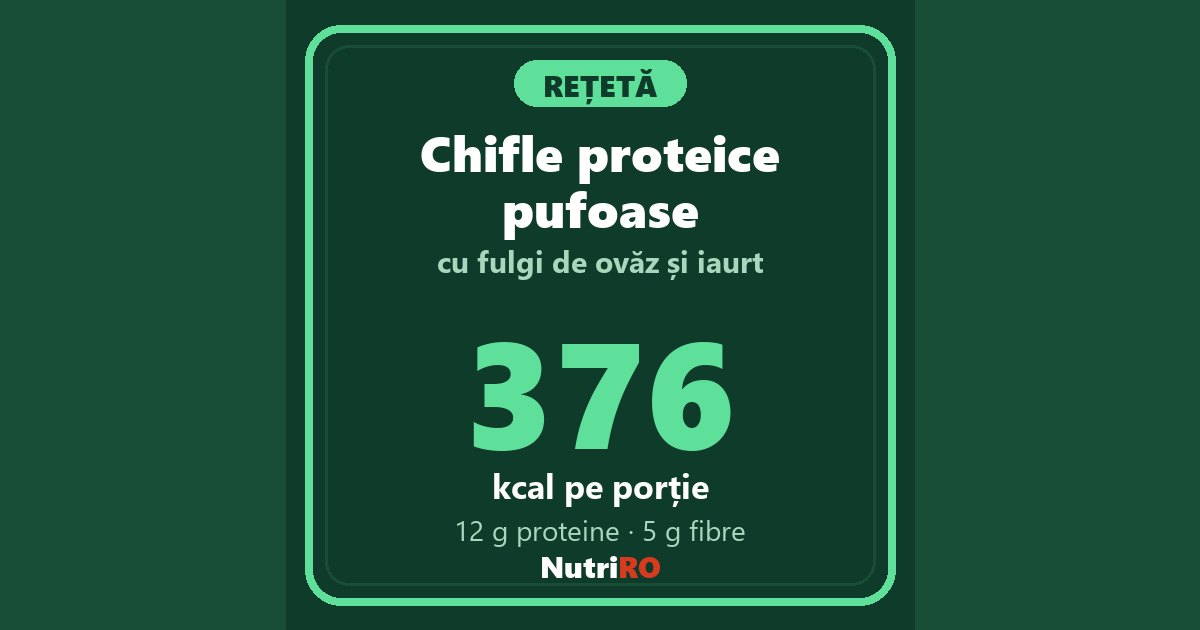 REȚETĂ
Chifle proteice
pufoase
cu fulgi de ovăz și iaurt
376
kcal pe porție
12 g proteine · 5 g fibre
NutriRO